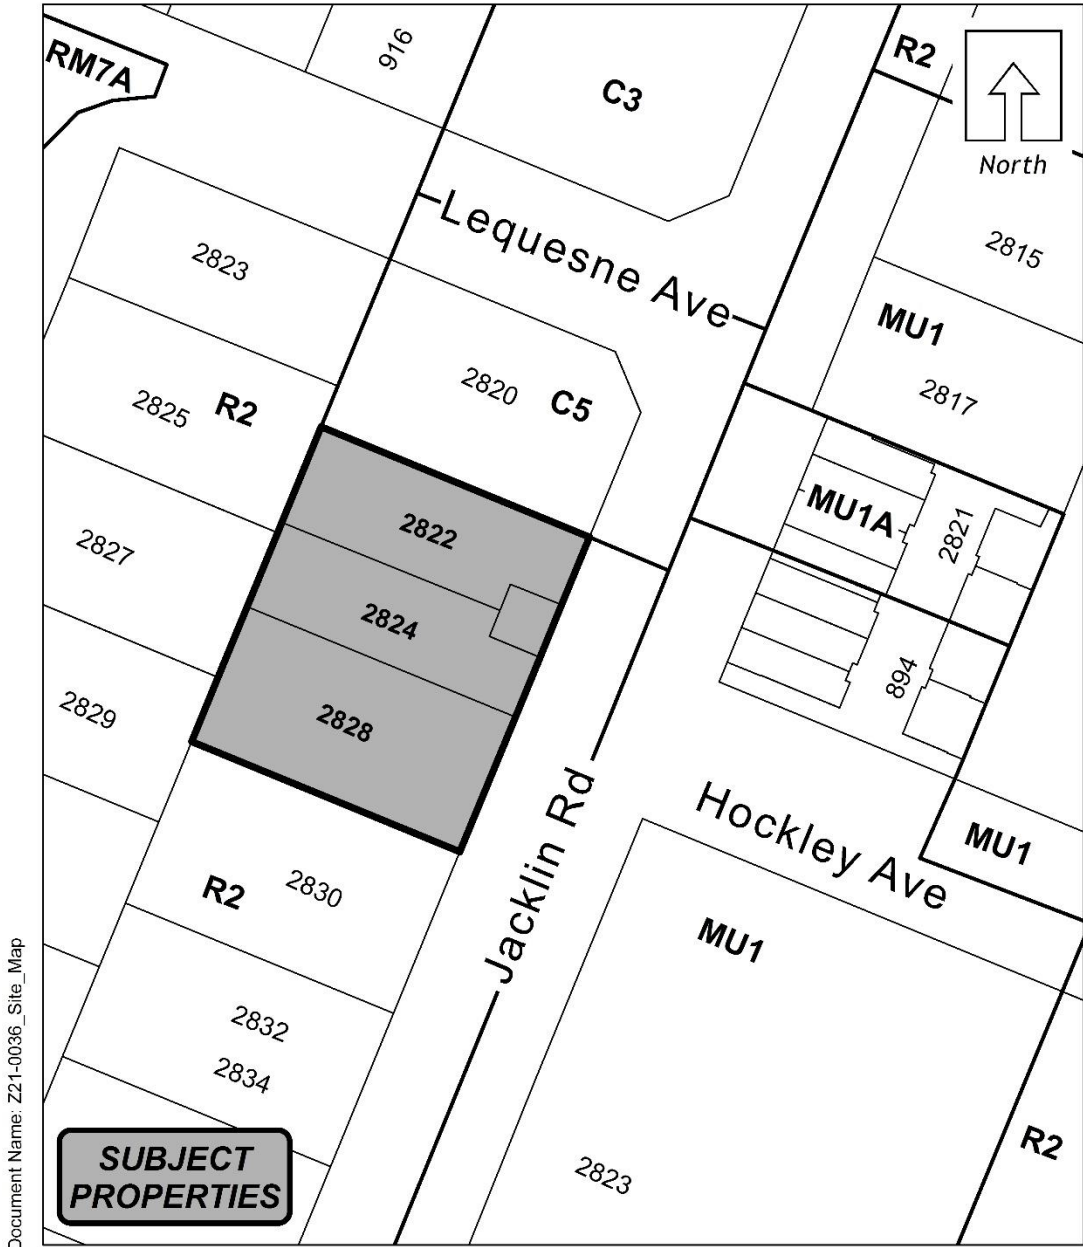 RM7A
916
C3
R2
North
Lequesne Ave
2815
2823
MU1
2820
C5
2817
2825
R2
MU1A
2821
2822
2827
2824
894
2829
2828
Jacklin Rd
Hockley Ave
MU1
R2
2830
MU1
2832
2834
R2
2823
SUBJECT
PROPERTIES
Document Name: Z21-0036_Site_Map